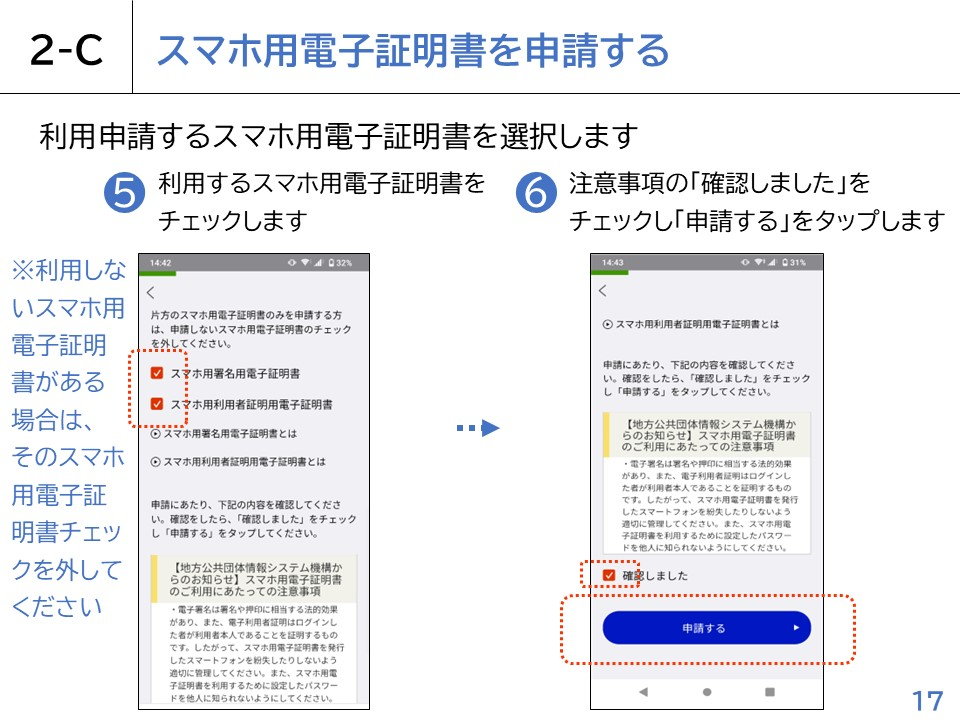 2-C
スマホ用電子証明書を申請する
利用申請するスマホ用電子証明書を選択します
5
利用するスマホ用電子証明書を
チェックします
6
注意事項の「確認しました」を
チェックし「申請する」をタップします
※利用しな
いスマホ用
電子証明
書がある
場合は、
そのスマホ
用電子証
明書チェッ
クを外して
ください
14:42
32%
片方のスマホ用電子証明書のみを申請する方
は、申請しないスマホ用電子証明書のチェック
を外してください。
スマホ用署名用電子証明書
スマホ用利用者証明用電子証明書
スマホ用署名用電子証明書とは
スマホ用利用者証明用電子証明書とは
申請にあたり、下記の内容を確認してくださ
い。確認をしたら、「確認しました」をチェック
し「申請する」をタップしてください。
【地方公共団体情報システム機構か
らのお知らせ】スマホ用電子証明書
のご利用にあたっての注意事項
・電子署名は署名や押印に相当する法的効果
があり、また、電子利用者証明はログインし
た者が利用者本人であることを証明するもの
です。したがって、スマホ用電子証明書を発行
したスマートフォンを紛失したりしないよう
適切に管理してください。また、スマホ用電
子証明書を利用するために設定したパスワー
ドを他人に知られないようにしてください。
14:43
31%
スマホ用利用者証明用電子証明書とは
申請にあたり、下記の内容を確認してくださ
い。確認をしたら、「確認しました」をチェック
し「申請する」をタップしてください。
【地方公共団体情報システム機構か
らのお知らせ】スマホ用電子証明書
のご利用にあたっての注意事項
・電子署名は署名や押印に相当する法的効果
があり、また、電子利用者証明はログインし
た者が利用者本人であることを証明するもの
です。したがって、スマホ用電子証明書を発行
したスマートフォンを紛失したりしないよう
適切に管理してください。また、スマホ用電
子証明書を利用するために設定したパスワー
ドを他人に知られないようにしてください。
確認しました
申請する
17